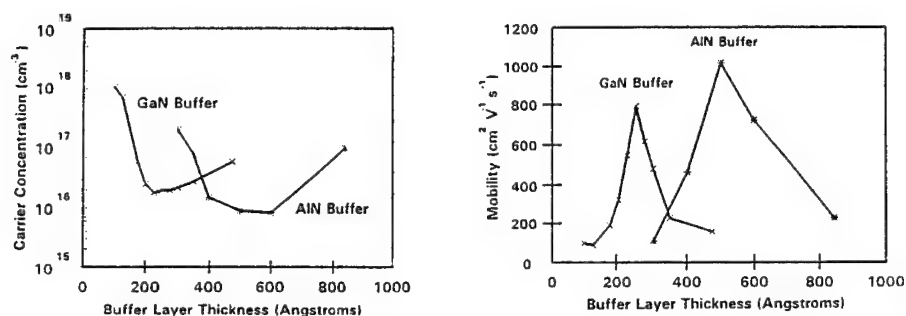 10 19
10 18
10 17
10 16
10 15
Carrier Concentration (cm-3)
GaN Buffer
AlN Buffer
0 200 400 600 800 1000
Buffer Layer Thickness (Angstroms)
1200
1000
800
600
400
200
0
Mobility (cm2 V-1 s-1)
AlN Buffer
GaN Buffer
0 200 400 600 800 1000
Buffer Layer Thickness (Angstroms)